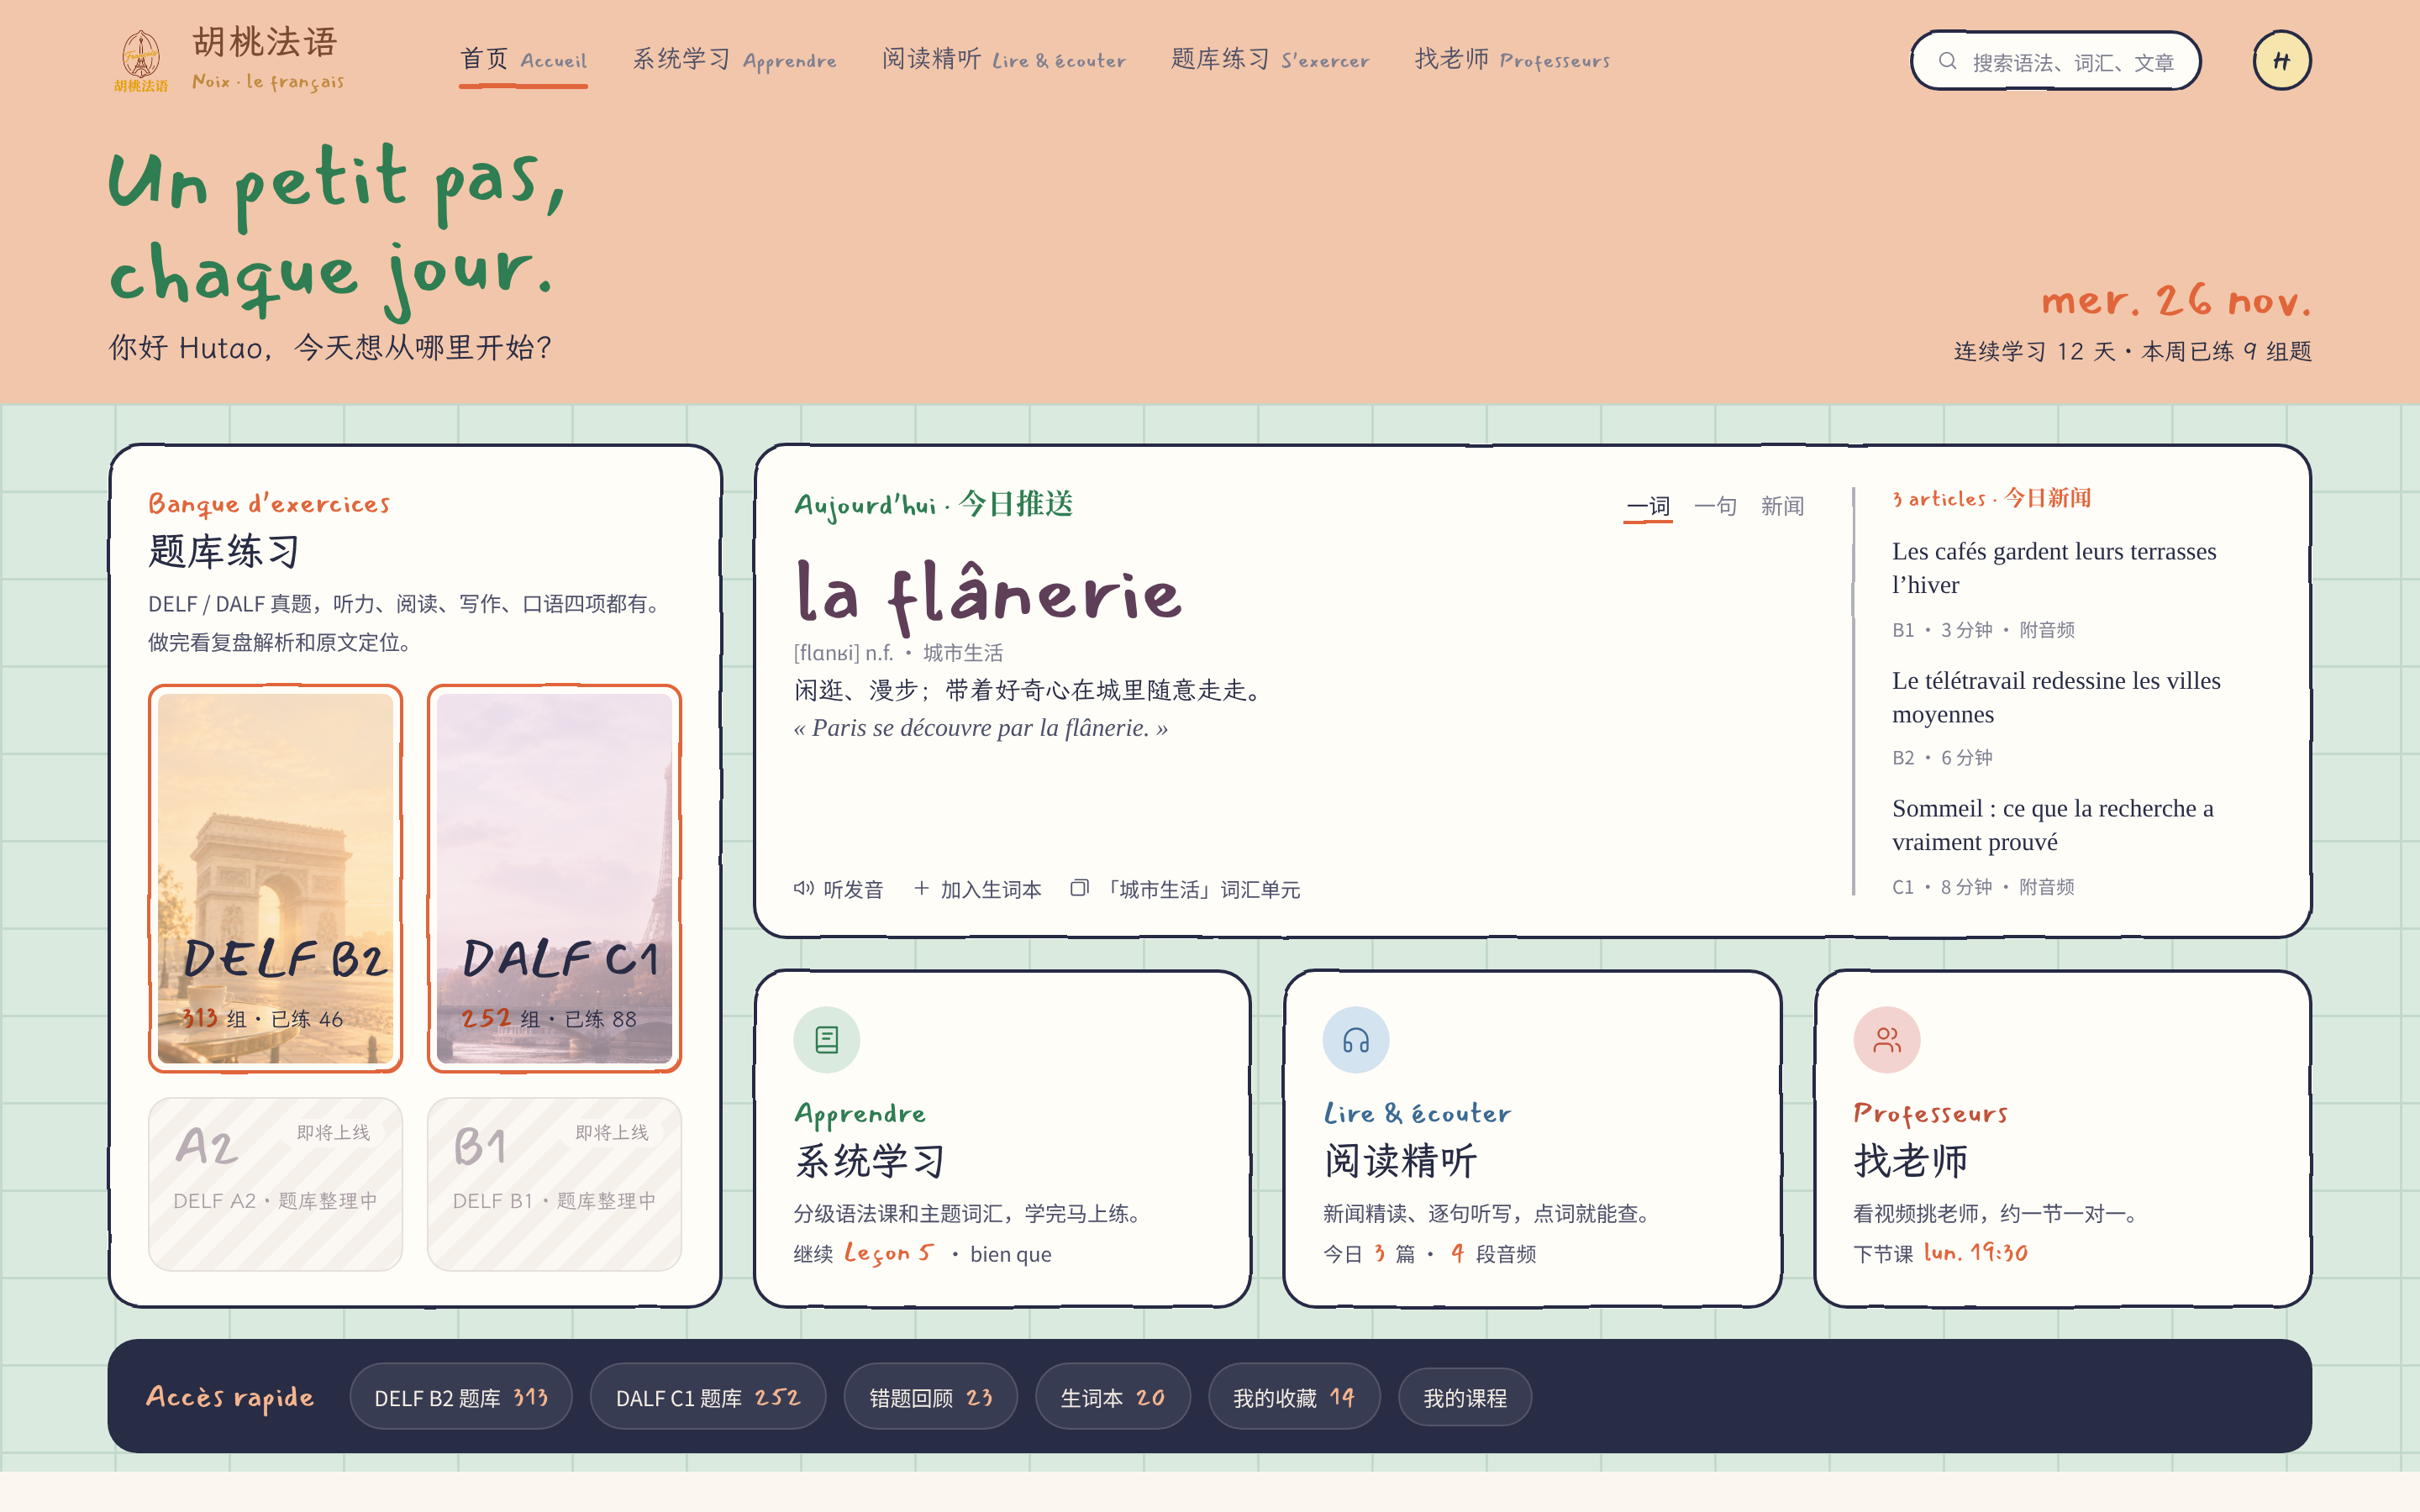 胡桃法语
Noix · le français
Français
胡桃法语
首页 Accueil
系统学习 Apprendre
阅读精听 Lire & écouter
题库练习 S'exercer
找老师 Professeurs
搜索语法、词汇、文章
H
Un petit pas,
chaque jour.
你好 Hutao，今天想从哪里开始？
mer. 26 nov.
连续学习 12 天 · 本周已练 9 组题
Banque d'exercices
题库练习
DELF / DALF 真题，听力、阅读、写作、口语四项都有。
做完看复盘解析和原文定位。
DELF B2
313 组 · 已练 46
DALF C1
252 组 · 已练 88
A2 即将上线
DELF A2 · 题库整理中
B1 即将上线
DELF B1 · 题库整理中
Aujourd'hui · 今日推送
一词 一句 新闻
la flânerie
[flɑnʁi] n.f. · 城市生活
闲逛、漫步；带着好奇心在城里随意走走。
« Paris se découvre par la flânerie. »
听发音 加入生词本 「城市生活」词汇单元
3 articles · 今日新闻
Les cafés gardent leurs terrasses
l’hiver
B1 · 3 分钟 · 附音频
Le télétravail redessine les villes
moyennes
B2 · 6 分钟
Sommeil : ce que la recherche a
vraiment prouvé
C1 · 8 分钟 · 附音频
Apprendre
系统学习
分级语法课和主题词汇，学完马上练。
继续 Leçon 5 · bien que
Lire & écouter
阅读精听
新闻精读、逐句听写，点词就能查。
今日 3 篇 · 4 段音频
Professeurs
找老师
看视频挑老师，约一节一对一。
下节课 lun. 19:30
Accès rapide
DELF B2 题库 313
DALF C1 题库 252
错题回顾 23
生词本 20
我的收藏 14
我的课程